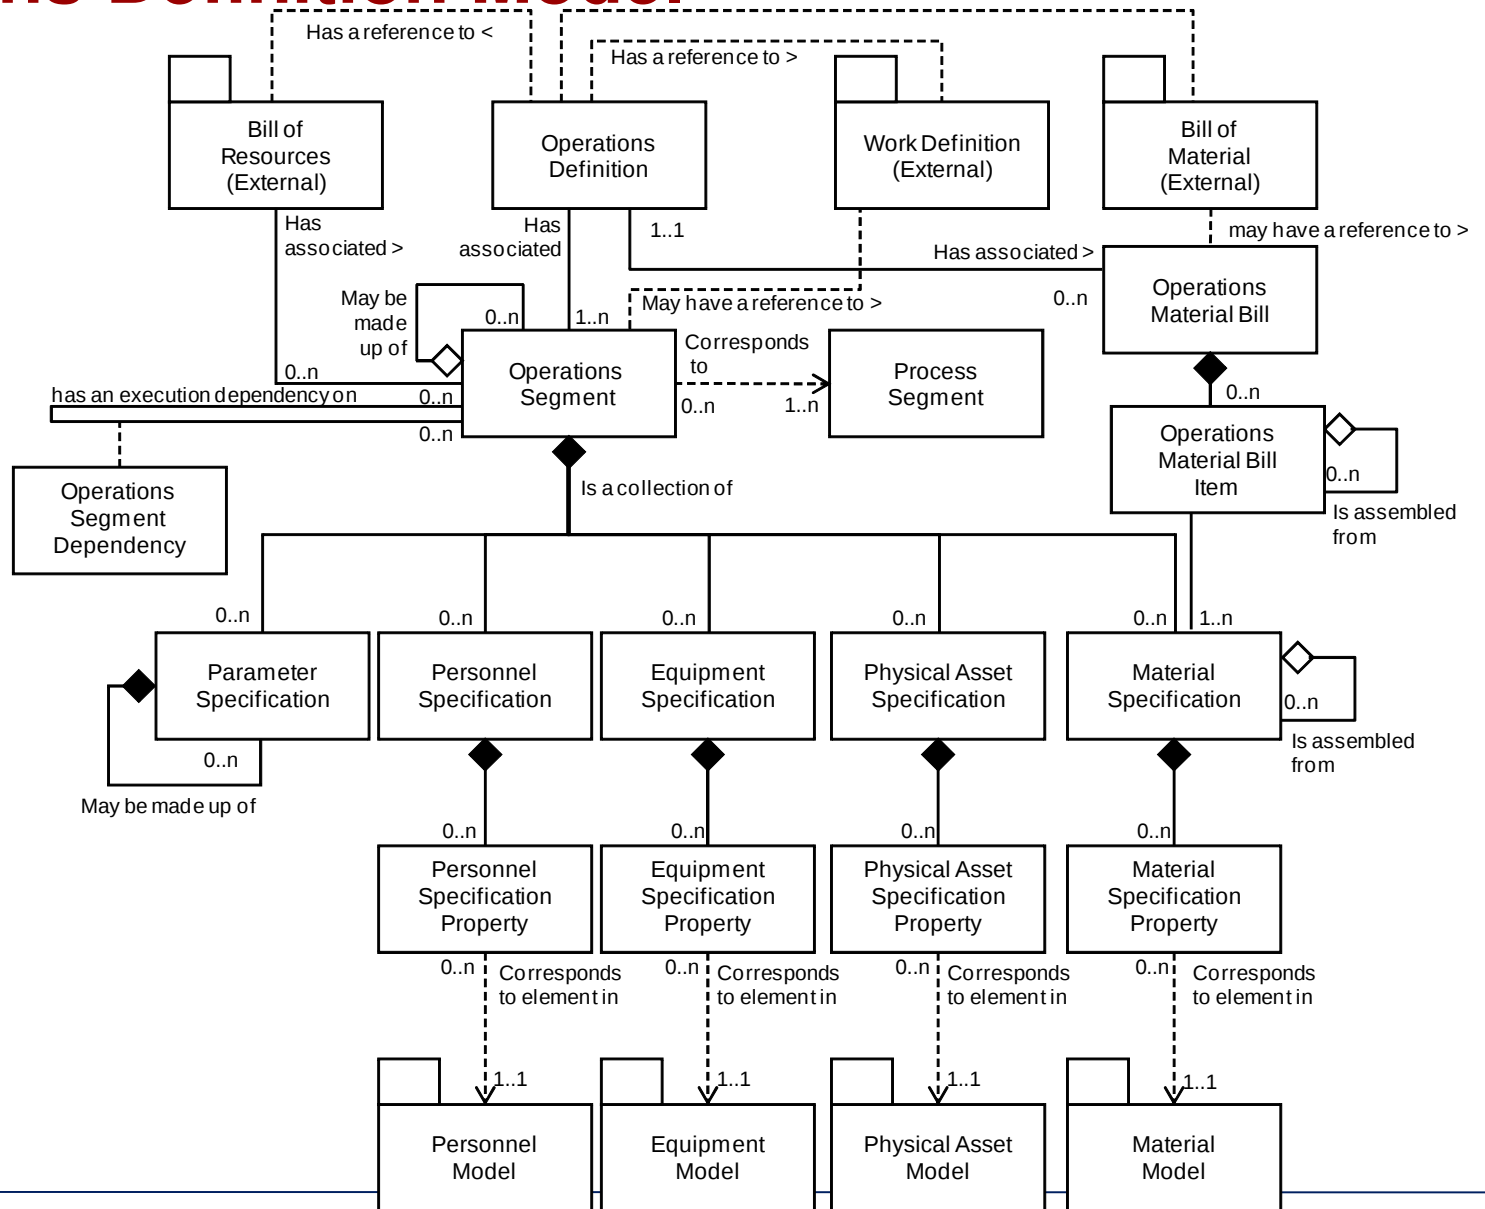 Definition Model
Has a reference to <
Has a reference to >
Bill of
Resources
(External)
Operations
Definition
Work Definition
(External)
Bill of
Material
(External)
Has
associated >
Has
associated
1..1
may have a reference to >
Has associated >
0..n
Operations
Material Bill
May be
made
up of
0..n
1..n
May have a reference to >
0..n
Operations
Segment
Corresponds
to
0..n
1..n
Process
Segment
has an execution dependency on
0..n
0..n
0..n
Operations
Material Bill
Item
0..n
Is assembled
from
Operations
Segment
Dependency
Is a collection of
0..n
0..n
0..n
0..n
0..n
1..n
Parameter
Specification
Personnel
Specification
Equipment
Specification
Physical Asset
Specification
Material
Specification
0..n
Is assembled
from
0..n
May be made up of
0..n
0..n
0..n
0..n
Personnel
Specification
Property
Equipment
Specification
Property
Physical Asset
Specification
Property
Material
Specification
Property
0..n
Corresponds
to element in
0..n
Corresponds
to element in
0..n
Corresponds
to element in
0..n
Corresponds
to element in
1..1
1..1
1..1
1..1
Personnel
Model
Equipment
Model
Physical Asset
Model
Material
Model